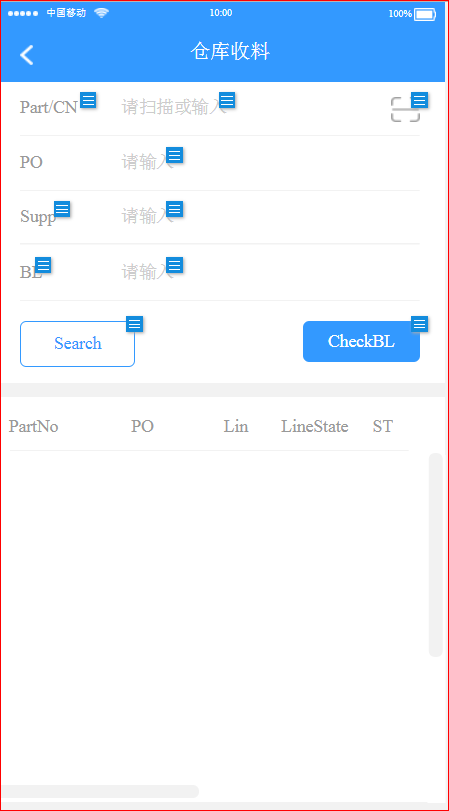 中国移动 10:00 100%
仓库收料
Part/CN 请扫描或输入
PO 请输入
Supp 请输入
BL 请输入
Search CheckBL
PartNo PO Lin LineState ST